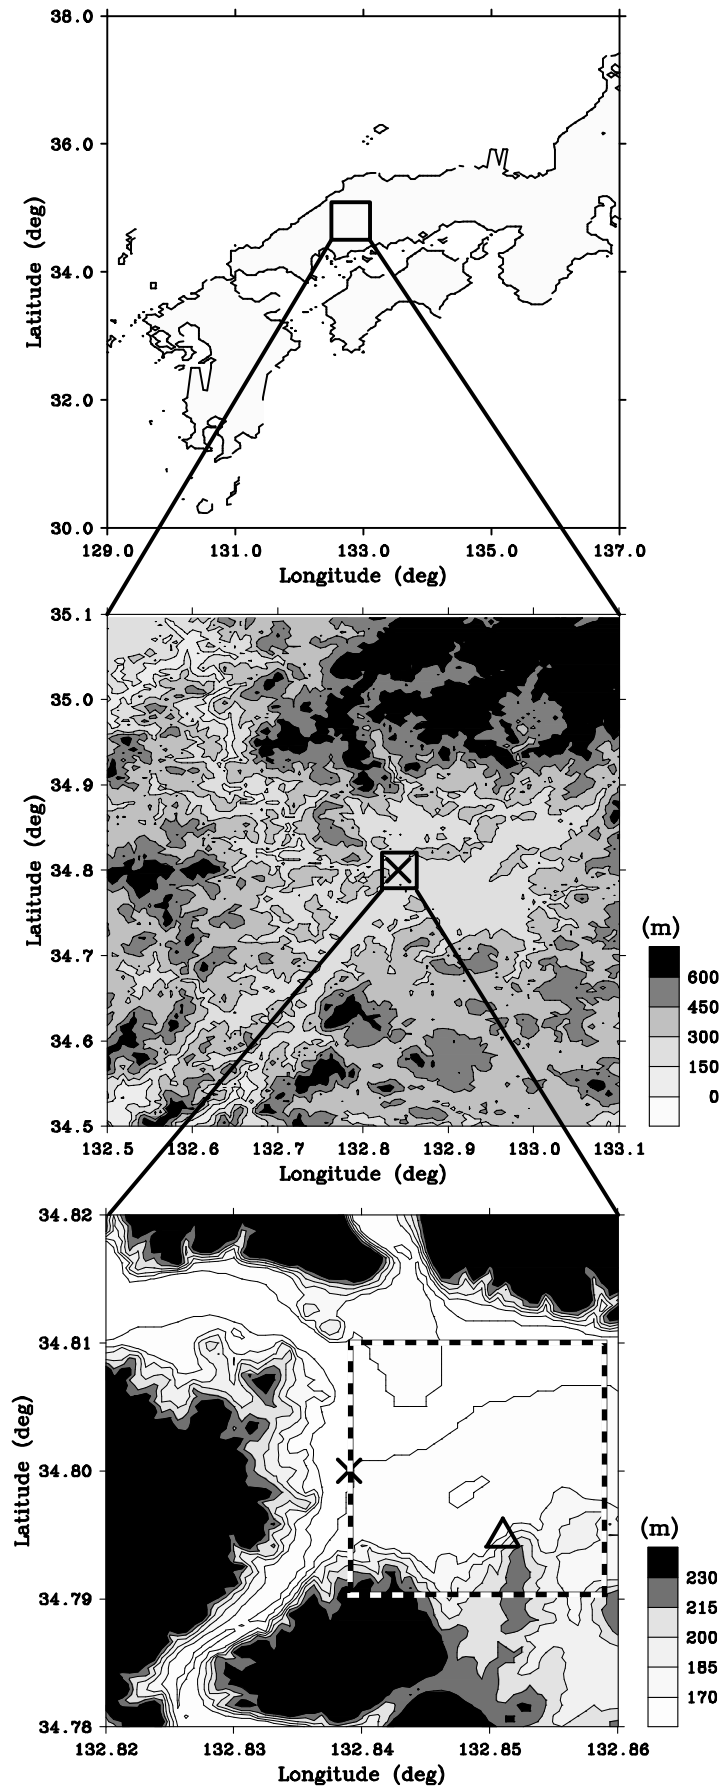 38.0
36.0
34.0
32.0
30.0
Latitude (deg)
129.0 131.0 133.0 135.0 137.0
Longitude (deg)
35.1
35.0
34.9
34.8
34.7
34.6
34.5
Latitude (deg)
132.5 132.6 132.7 132.8 132.9 133.0 133.1
Longitude (deg)
(m)
600
450
300
150
0
34.82
34.81
34.80
34.79
34.78
Latitude (deg)
132.82 132.83 132.84 132.85 132.86
Longitude (deg)
(m)
230
215
200
185
170